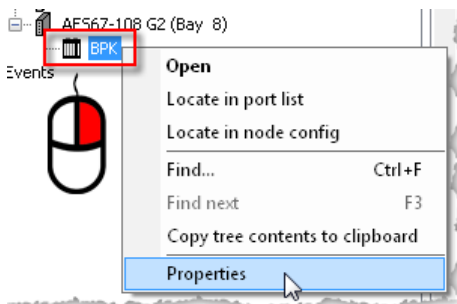 AES67-108 G2 (Bay 8)
BPK
Events
Open
Locate in port list
Locate in node config
Find... Ctrl+F
Find next F3
Copy tree contents to clipboard
Properties